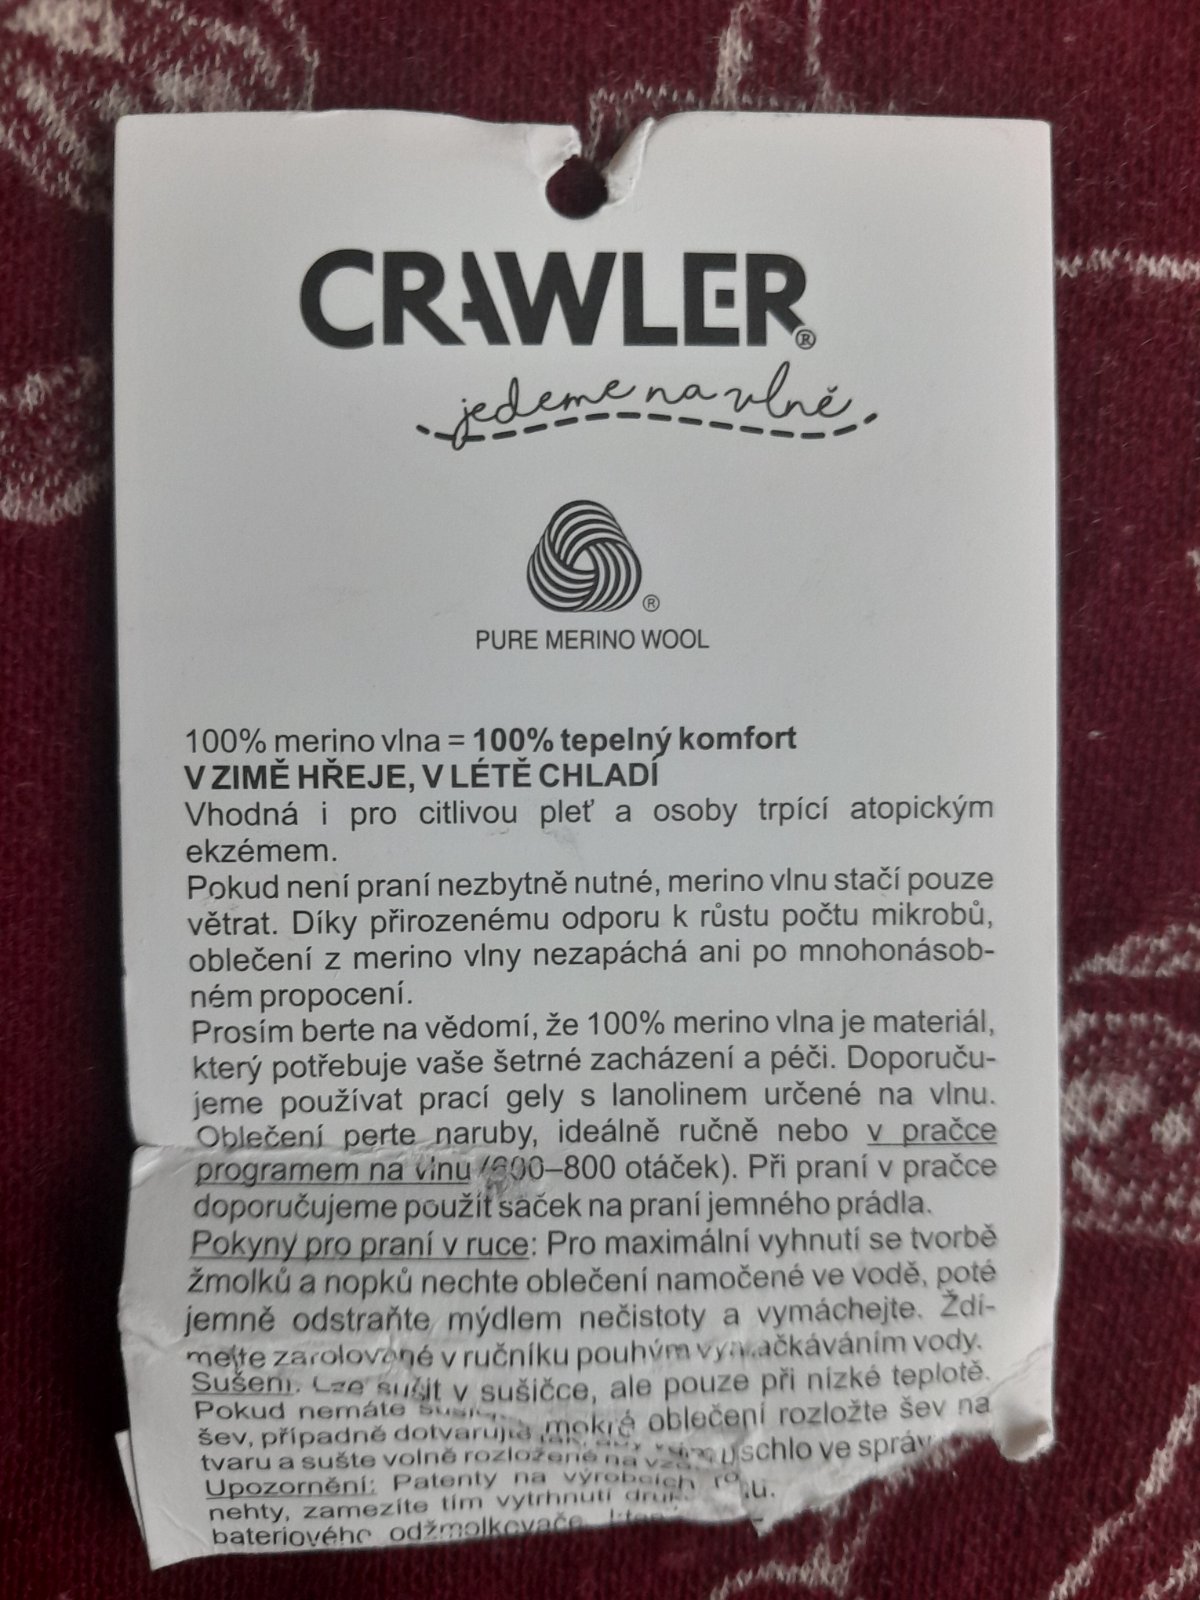 CRAWLER®
jedeme na vlně
®
PURE MERINO WOOL
100% merino vlna = 100% tepelný komfort
V ZIMĚ HŘEJE, V LÉTĚ CHLADÍ
Vhodná i pro citlivou pleť a osoby trpící atopickým
ekzémem.
Pokud není praní nezbytně nutné, merino vlnu stačí pouze
větrat. Díky přirozenému odporu k růstu počtu mikrobů,
oblečení z merino vlny nezapáchá ani po mnohonásob-
ném propocení.
Prosím berte na vědomí, že 100% merino vlna je materiál,
který potřebuje vaše šetrné zacházení a péči. Doporuču-
jeme používat prací gely s lanolinem určené na vlnu.
Oblečení perte naruby, ideálně ručně nebo v pračce
programem na vlnu (600–800 otáček). Při praní v pračce
doporučujeme použít sáček na praní jemného prádla.
Pokyny pro praní v ruce: Pro maximální vyhnutí se tvorbě
žmolků a nopků nechte oblečení namočené ve vodě, poté
jemně odstraňte mýdlem nečistoty a vymáchejte. Ždí-
mejte zarolované v ručníku pouhým vymačkáváním vody.
Sušení: Lze sušit v sušičce, ale pouze při nízké teplotě.
Pokud nemáte mokré oblečení rozložte šev na
šev, případně dotvarujte uschlo ve
tvaru a sušte volně rozložené na
Upozornění: Patenty na výrobcích
nehty, zamezíte tím vytrhnutí
bateriového odžmolkovače,